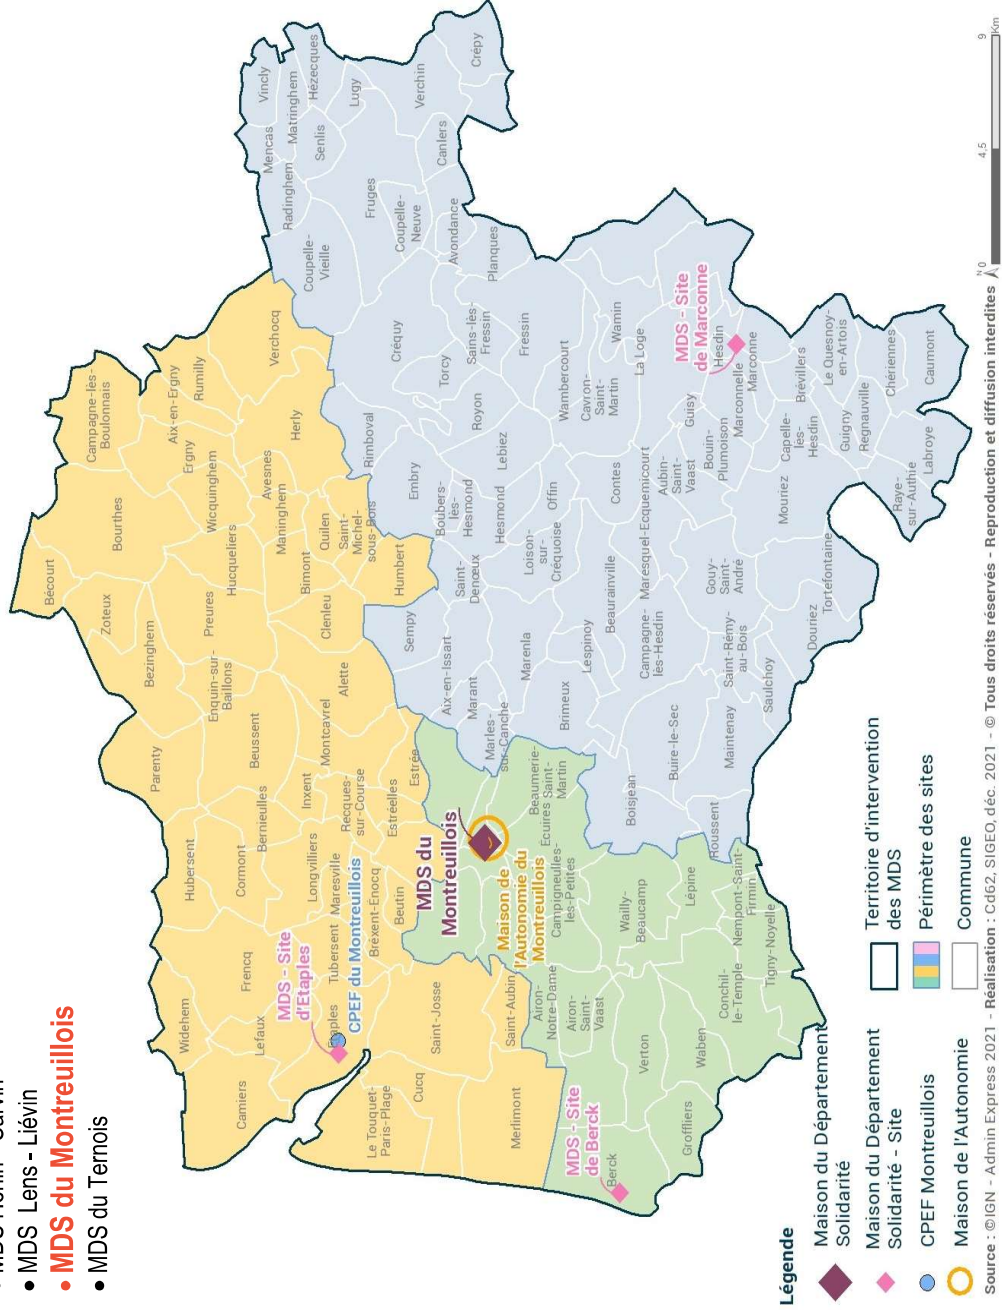 • MDS Lens - Liévin
• MDS du Montreuillois
• MDS du Ternois
Widehem
Camiers
Lefaux
Frencq
Hubersent
Cormont
Bernieulles
Parenty
Beussent
Enquin-sur-
Baillons
Bezinghem
Zoteux
Bécourt
Bourthes
Campagne-lès-
Boulonnais
Aix-en-Ergny
Ergny
Rumilly
Wicquinghem
Hucqueliers
Preures
Verchocq
Herly
Avesnes
Maninghem
Bimont
Quilen
Saint-
Michel-
sous-Bois
Clenleu
Alette
Humbert
Montcavrel
Inxent
Recques-
sur-Course
Estréelles
Estrée
Longvilliers
Maresville
Tubersent
Bréxent-Enocq
Beutin
MDS - Site
d'Etaples
CPEF du Montreuillois
Le Touquet-
Paris-Plage
Cucq
Saint-Josse
Saint-Aubin
Merlimont
MDS du
Montreuillois
Maison de
l'Autonomie du
Montreuillois
Beaumerie-
Saint-
Martin
Ecuires
Campigneulles-
les-Petites
Airon-
Notre-Dame
Airon-
Saint-
Vaast
Wailly-
Beaucamp
Lépine
Verton
Waben
Conchil-
le-Temple
Nempont-Saint-
Firmin
Tigny-Noyelle
Groffliers
Berck
MDS - Site
de Berck
Vincly
Mencas
Matringhem
Hézecques
Radinghem
Senlis
Lugy
Verchin
Crépy
Canlers
Fruges
Coupelle-
Neuve
Coupelle-
Vieille
Avondance
Planques
Créquy
Torcy
Sains-lès-
Fressin
Fressin
Rimboval
Royon
Embry
Lebiez
Boubers-
lès-
Hesmond
Hesmond
Offin
Loison-
sur-
Créquoise
Saint-
Denœux
Sempy
Aix-en-Issart
Marant
Marles-
sur-Canche
Marenla
Brimeux
Lespinoy
Beaurainville
Wambercourt
Cavron-
Saint-
Martin
Wamin
La Loge
Contes
Maresquel-Ecquemicourt
Aubin-
Saint-
Vaast
Guisy
Bouin-
Plumoison
MDS - Site
de Marconne
Hesdin
Marconne
Marconnelle
Brévillers
Le Quesnoy-
en-Artois
Capelle-
lès-
Hesdin
Guigny
Regnauville
Chériennes
Caumont
Labroye
Raye-
sur-Authie
Mouriez
Tortefontaine
Gouy-
Saint-
André
Campagne-
lès-Hesdin
Saint-Rémy-
au-Bois
Douriez
Saulchoy
Maintenay
Buire-le-Sec
Boisjean
Roussent
Légende
Maison du Département
Solidarité
Maison du Département
Solidarité - Site
CPEF Montreuillois
Maison de l'Autonomie
Territoire d'intervention
des MDS
Périmètre des sites
Commune
N 0 4.5 9
Km
Source : ©IGN - Admin Express 2021 - Réalisation : Cd62, SIGEO, déc. 2021 - © Tous droits réservés - Reproduction et diffusion interdites